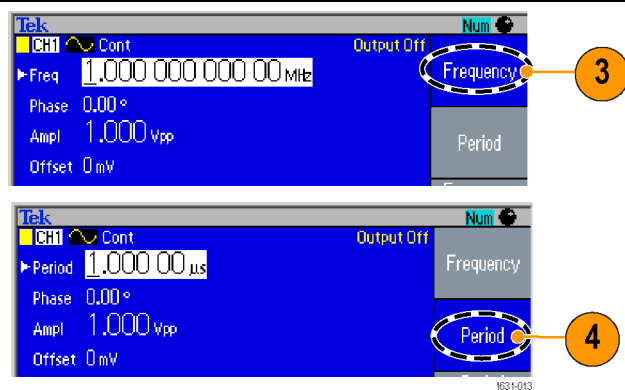 Tek Num
CH1 Cont Output Off
Freq 1.000 000 000 00 MHz
Frequency
3
Phase 0.00 °
Ampl 1.000 Vpp
Period
Offset 0 mV
Tek Num
CH1 Cont Output Off
Period 1.000 00 µs
Frequency
Phase 0.00 °
Ampl 1.000 Vpp
Period
4
Offset 0 mV
1631-013